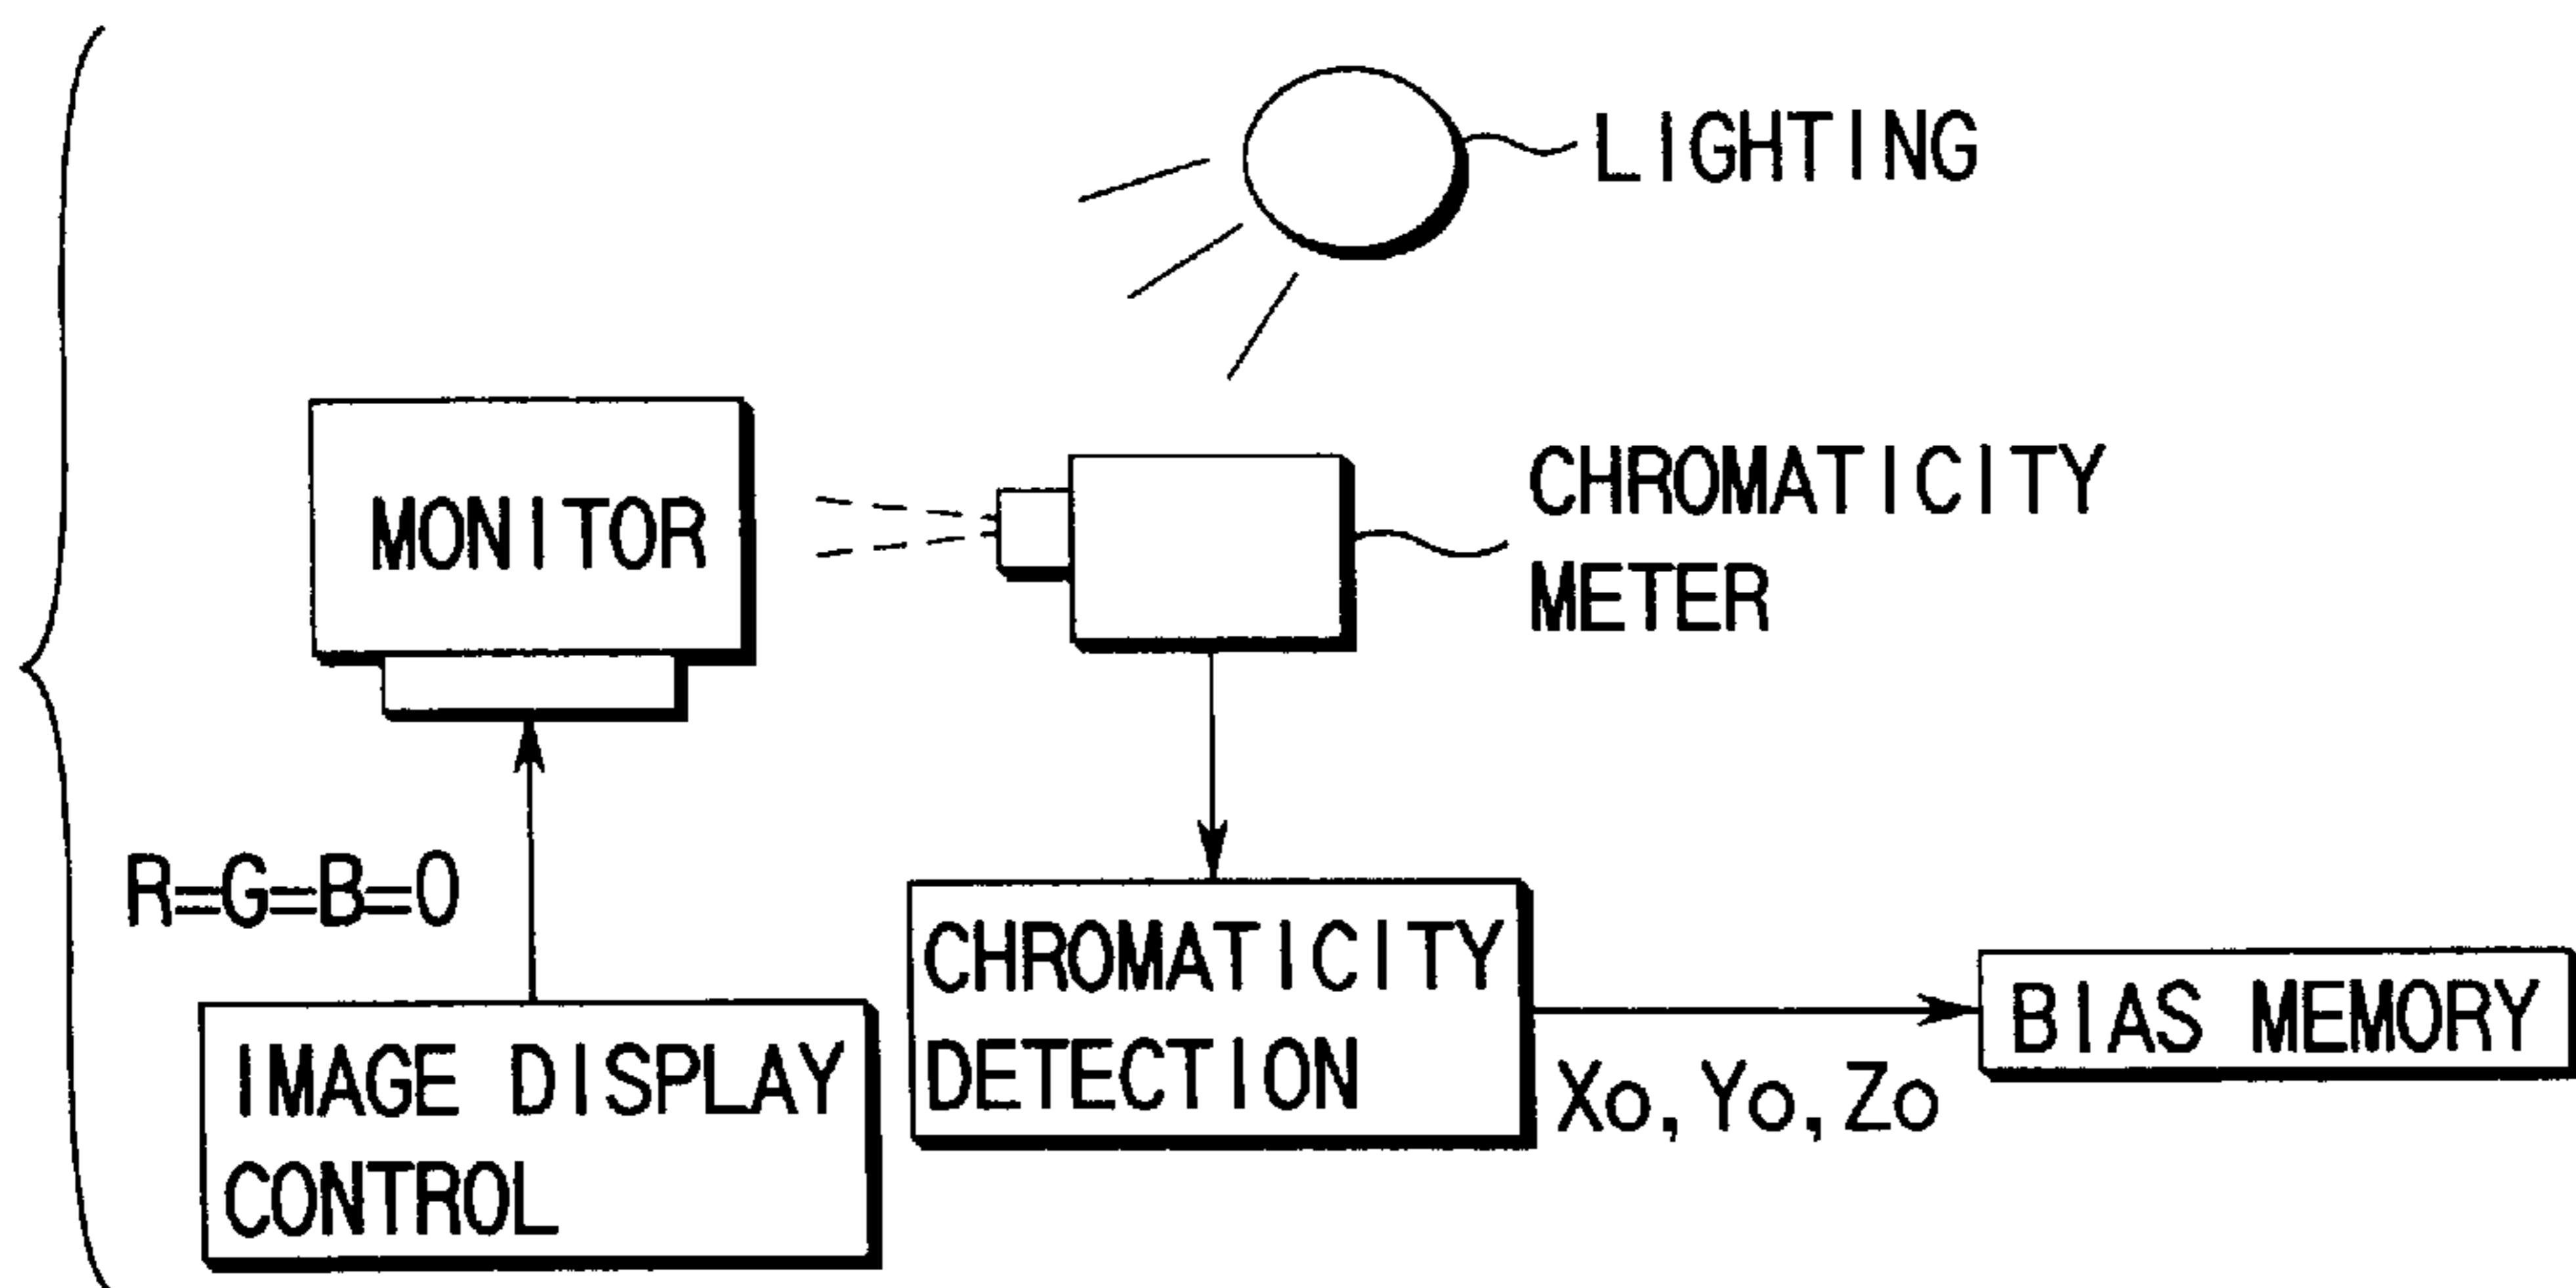 LIGHTING
MONITOR
CHROMATICITY
METER
R=G=B=0
CHROMATICITY
DETECTION
BIAS MEMORY
Xo, Yo, Zo
IMAGE DISPLAY
CONTROL